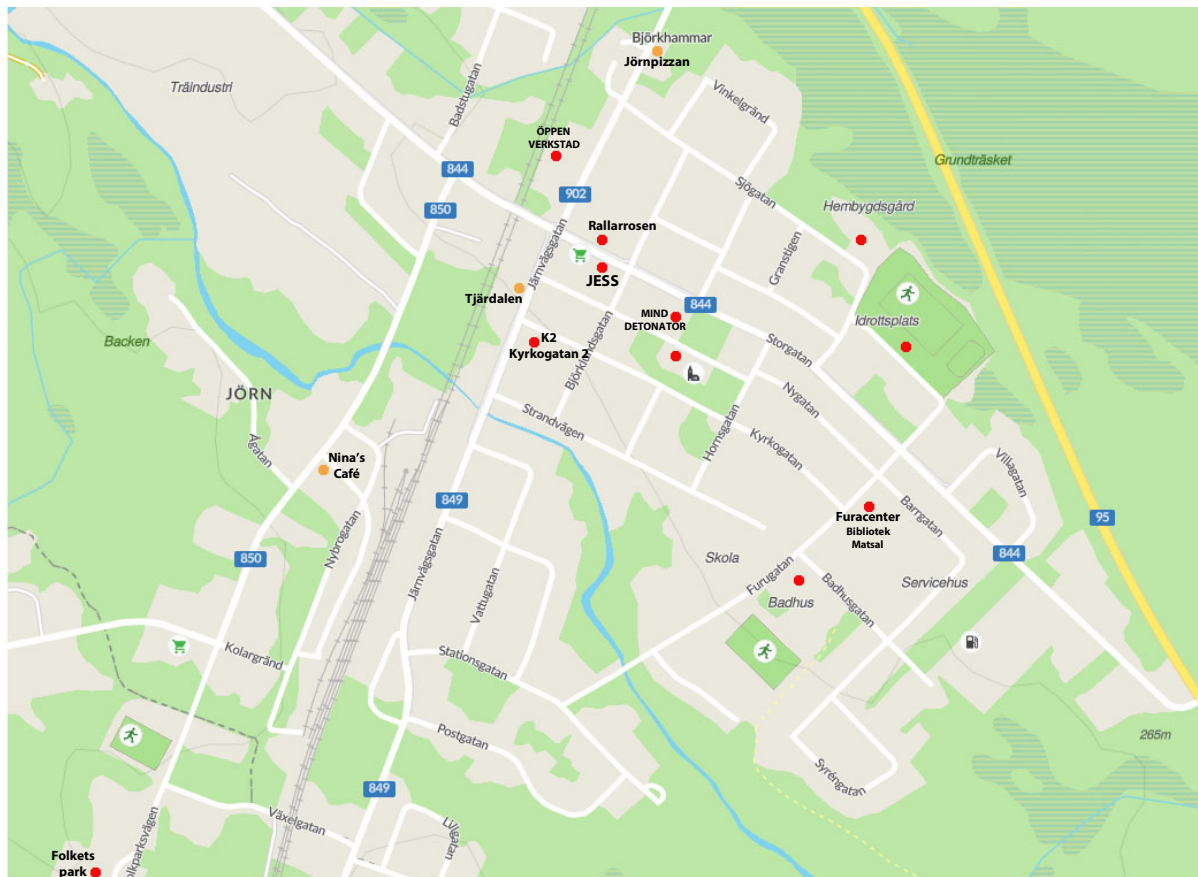 Björkhammar
Jörnpizzan
Träindustri
Badstugatan
Vinkelgränd
ÖPPEN
VERKSTAD
844
Grundträsket
902
Sjögatan
850
Hembygdsgård
Rallarrosen
Järnvägsgatan
Granstigen
JESS
Tjärdalen
844
MIND
DETONATOR
Idrottsplats
K2
Kyrkogatan 2
Backen
Björklundsgatan
Storgatan
Nygatan
JÖRN
Strandvägen
Hornsgatan
Kyrkogatan
Ågatan
Nina's
Café
Villagatan
849
Barrgatan
Furacenter
Bibliotek
Matsal
95
Nybrogatan
850
844
Skola
Järnvägsgatan
Vattugatan
Furugatan
Badhusgatan
Servicehus
Badhus
Kolargränd
Stationsgatan
Postgatan
265m
Syréngatan
849
Växelgatan
Lillgatan
Folkets
park
olkparksvägen